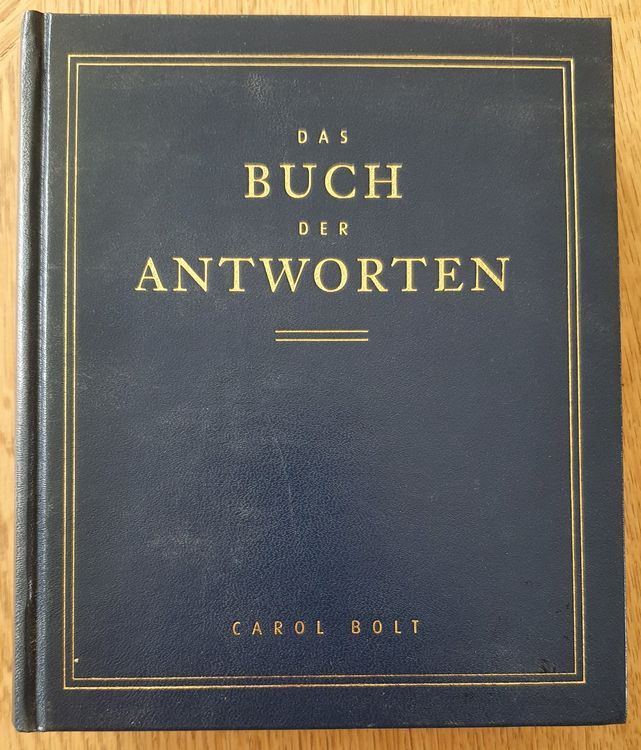 DAS
BUCH
DER
ANTWORTEN
CAROL BOLT